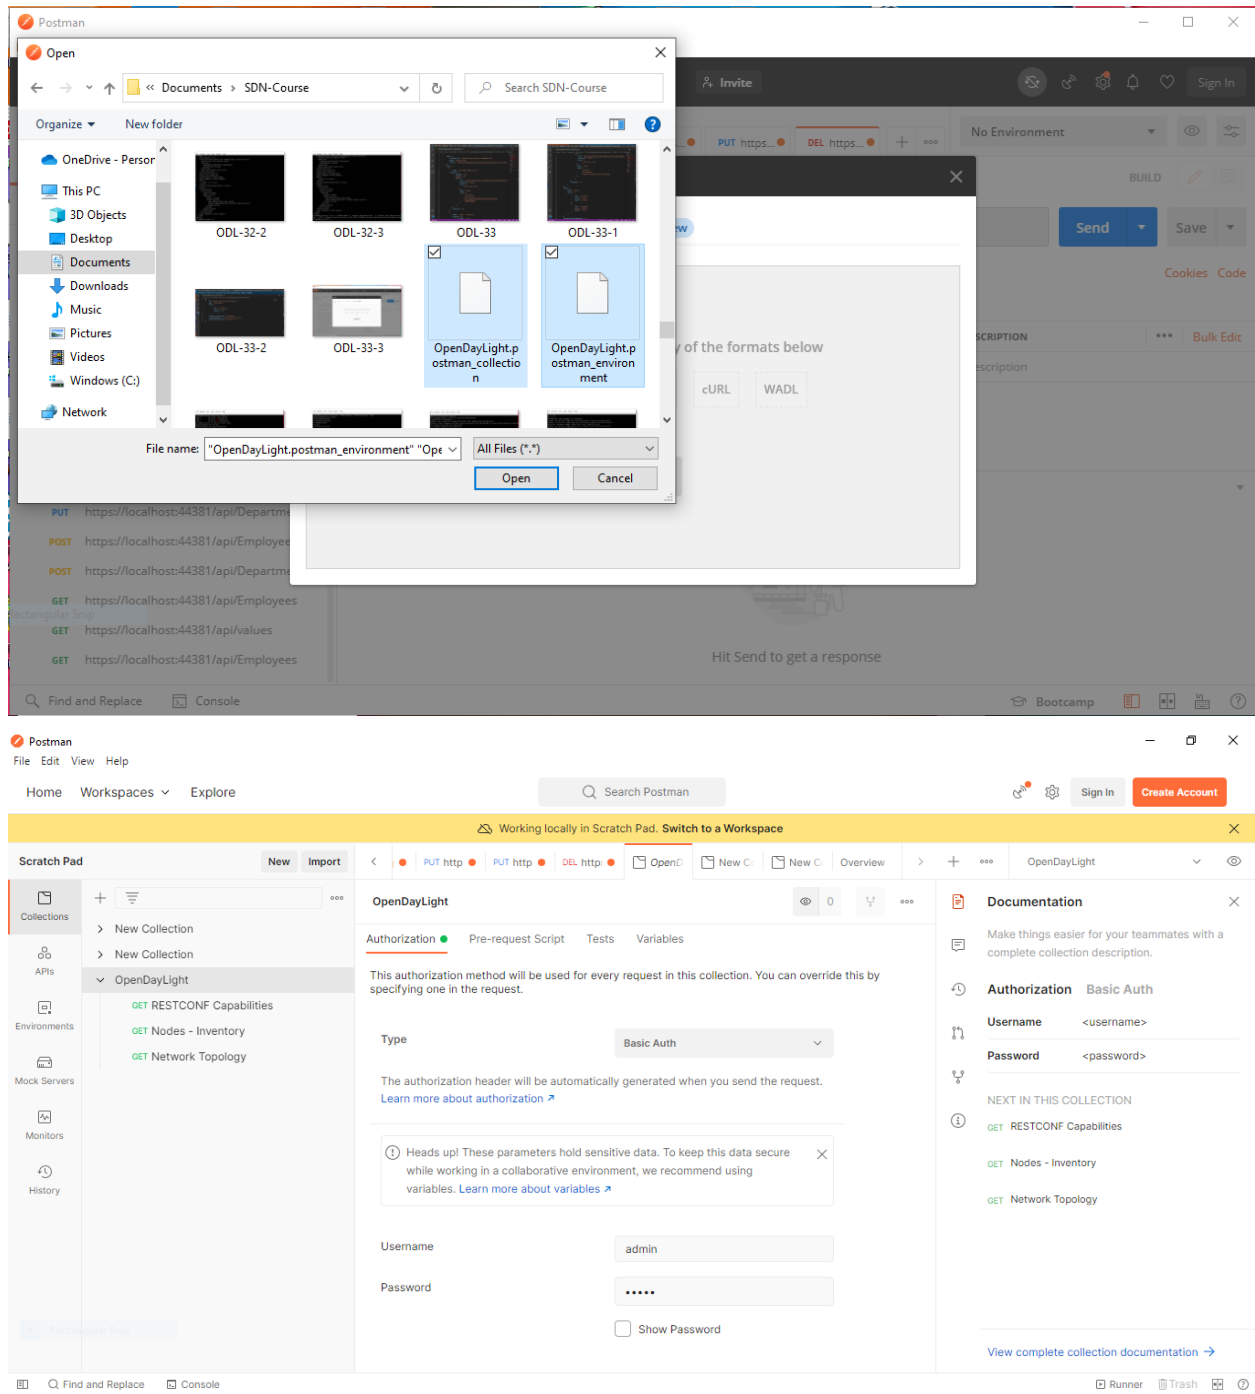 Postman
Open
« Documents › SDN-Course
Search SDN-Course
Invite
Sign In
Organize
New folder
No Environment
PUT https...
DEL https...
BUILD
OneDrive - Person
This PC
3D Objects
Desktop
Documents
Downloads
Music
Pictures
Videos
Windows (C:)
Network
ODL-32-2
ODL-32-3
ODL-33
ODL-33-1
ODL-33-2
ODL-33-3
OpenDayLight.p
ostman_collectio
n
OpenDayLight.p
ostman_environ
ment
Send
Save
Cookies Code
SCRIPTION
Bulk Edit
escription
y of the formats below
cURL
WADL
File name: "OpenDayLight.postman_environment" "Ope
All Files (*.*)
Open
Cancel
PUT https://localhost:44381/api/Departme
POST https://localhost:44381/api/Employee
POST https://localhost:44381/api/Departme
GET https://localhost:44381/api/Employees
Rectangular Snip
GET https://localhost:44381/api/values
GET https://localhost:44381/api/Employees
Hit Send to get a response
Find and Replace
Console
Bootcamp
Postman
File Edit View Help
Home Workspaces Explore
Search Postman
Sign In
Create Account
Working locally in Scratch Pad. Switch to a Workspace
Scratch Pad
New
Import
PUT http
PUT http
DEL http:
OpenD
New C
New C
Overview
OpenDayLight
Collections
APIs
Environments
Mock Servers
Monitors
History
New Collection
New Collection
OpenDayLight
GET RESTCONF Capabilities
GET Nodes - Inventory
GET Network Topology
OpenDayLight
0
Authorization
Pre-request Script
Tests
Variables
This authorization method will be used for every request in this collection. You can override this by
specifying one in the request.
Type
Basic Auth
The authorization header will be automatically generated when you send the request.
Learn more about authorization ↗
Heads up! These parameters hold sensitive data. To keep this data secure
while working in a collaborative environment, we recommend using
variables. Learn more about variables ↗
Username
admin
Password
•••••
Show Password
Documentation
Make things easier for your teammates with a
complete collection description.
Authorization Basic Auth
Username <username>
Password <password>
NEXT IN THIS COLLECTION
GET RESTCONF Capabilities
GET Nodes - Inventory
GET Network Topology
View complete collection documentation →
Rectangular Snip
Find and Replace
Console
Runner
Trash